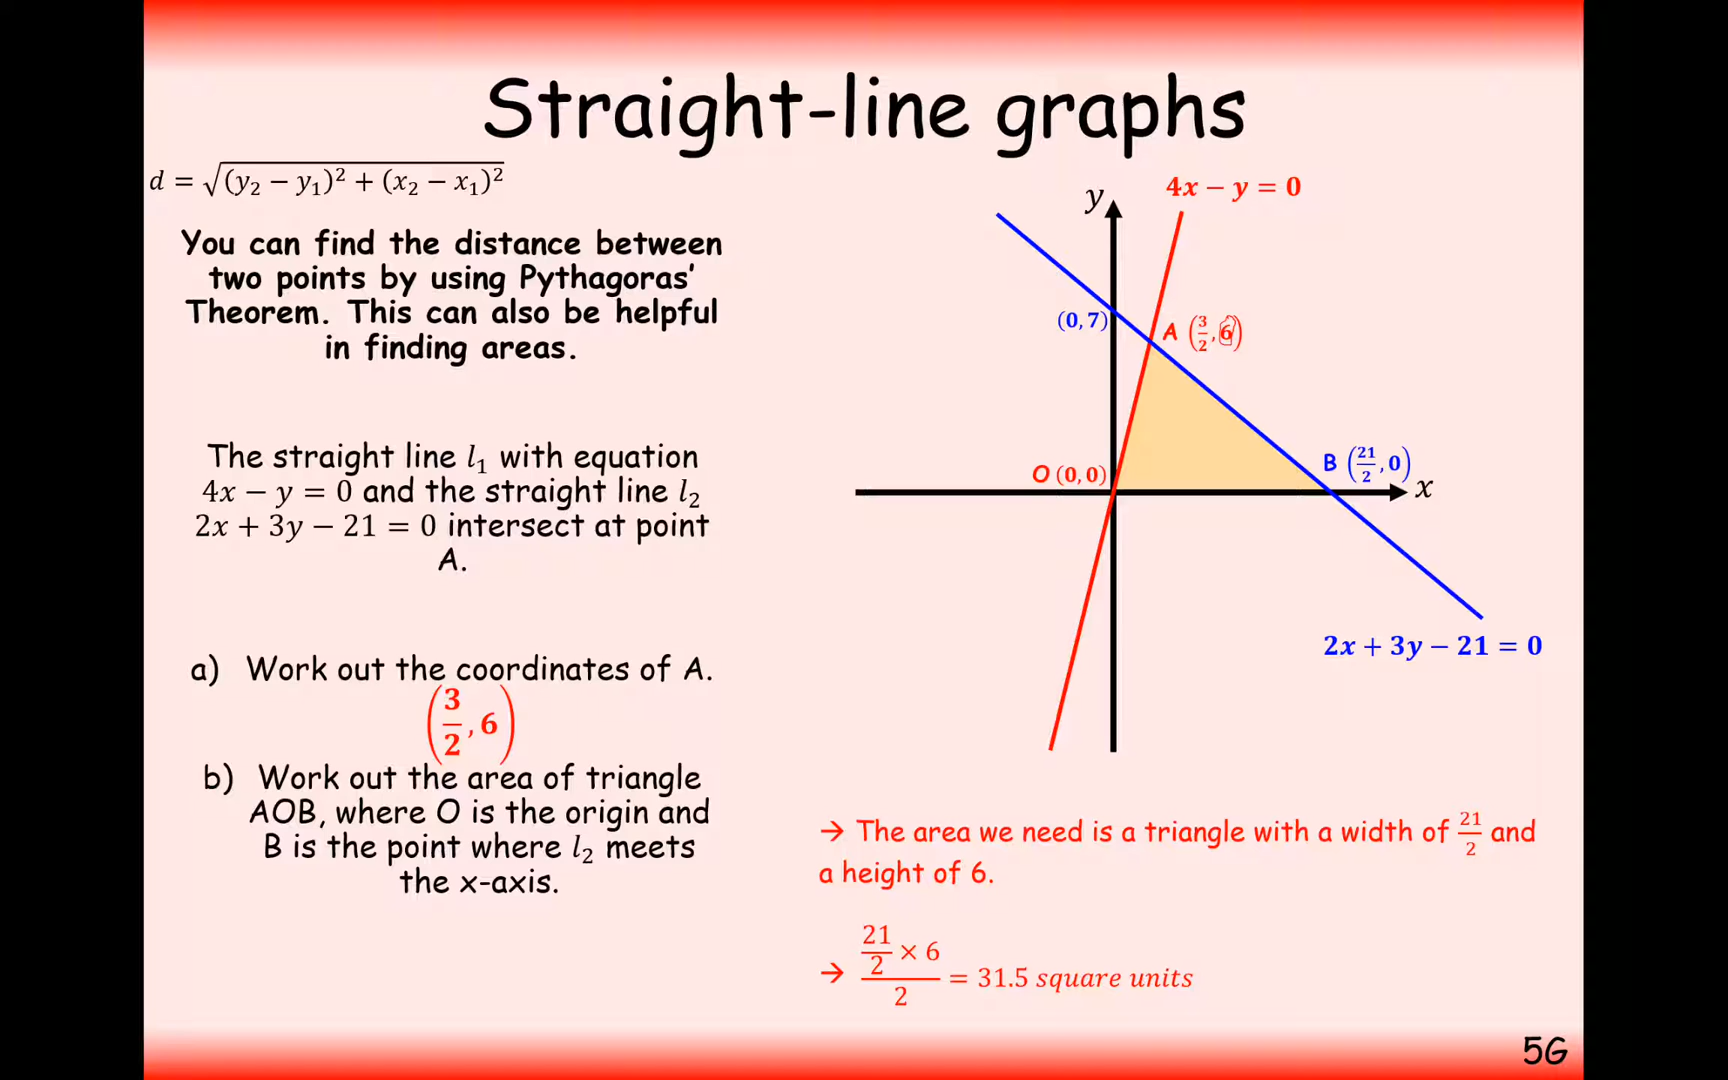 Straight-line graphs
d = √(y₂ − y₁)² + (x₂ − x₁)²
You can find the distance between
two points by using Pythagoras’
Theorem. This can also be helpful
in finding areas.
The straight line l₁ with equation
4x − y = 0 and the straight line l₂
2x + 3y − 21 = 0 intersect at point
A.
a) Work out the coordinates of A.
(3/2, 6)
b) Work out the area of triangle
AOB, where O is the origin and
B is the point where l₂ meets
the x-axis.
4x − y = 0
y
(0, 7)
A (3/2, 6)
B (21/2, 0)
O (0, 0)
x
2x + 3y − 21 = 0
→ The area we need is a triangle with a width of 21/2 and
a height of 6.
→ (21/2 × 6)/2 = 31.5 square units
5G